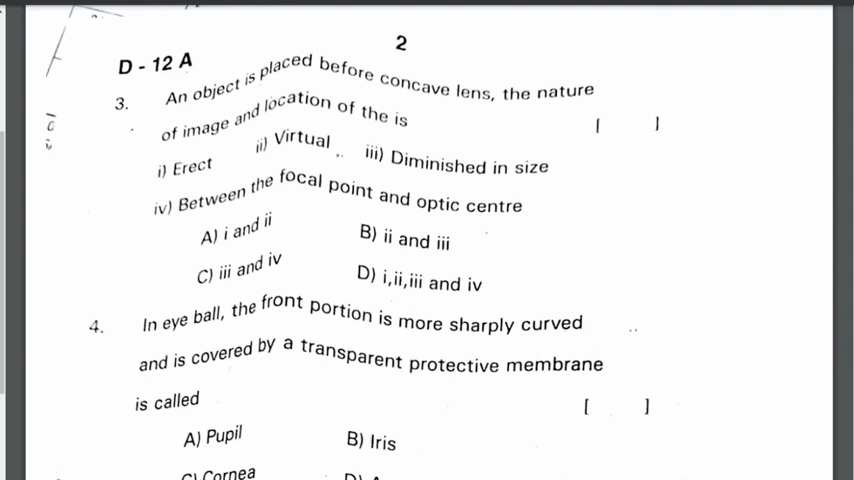 2
D - 12 A
3. An object is placed before concave lens, the nature
of image and location of the is [ ]
i) Erect ii) Virtual iii) Diminished in size
iv) Between the focal point and optic centre
A) i and ii B) ii and iii
C) iii and iv D) i,ii,iii and iv
4. In eye ball, the front portion is more sharply curved
and is covered by a transparent protective membrane
is called [ ]
A) Pupil B) Iris
C) Cornea D)